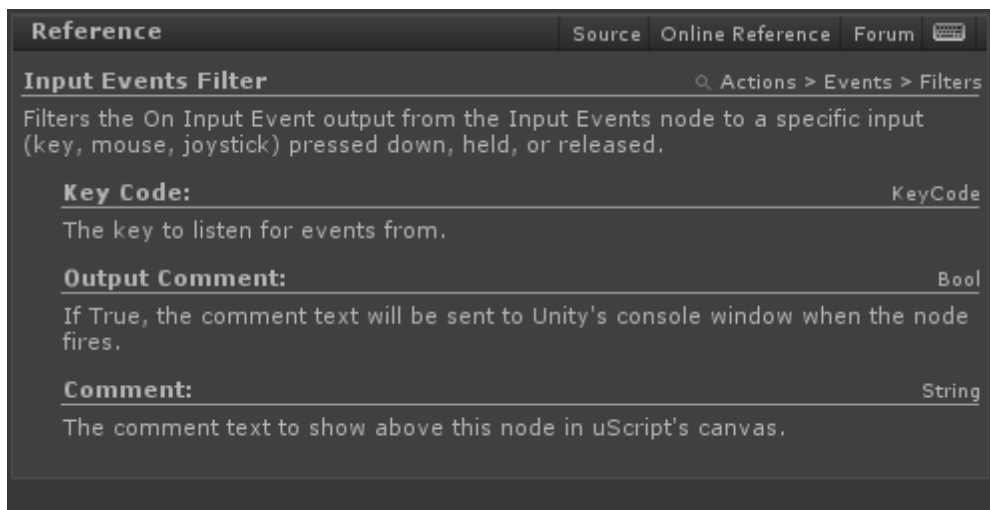 Reference Source Online Reference Forum
Input Events Filter Actions > Events > Filters
Filters the On Input Event output from the Input Events node to a specific input
(key, mouse, joystick) pressed down, held, or released.
Key Code: KeyCode
The key to listen for events from.
Output Comment: Bool
If True, the comment text will be sent to Unity's console window when the node
fires.
Comment: String
The comment text to show above this node in uScript's canvas.